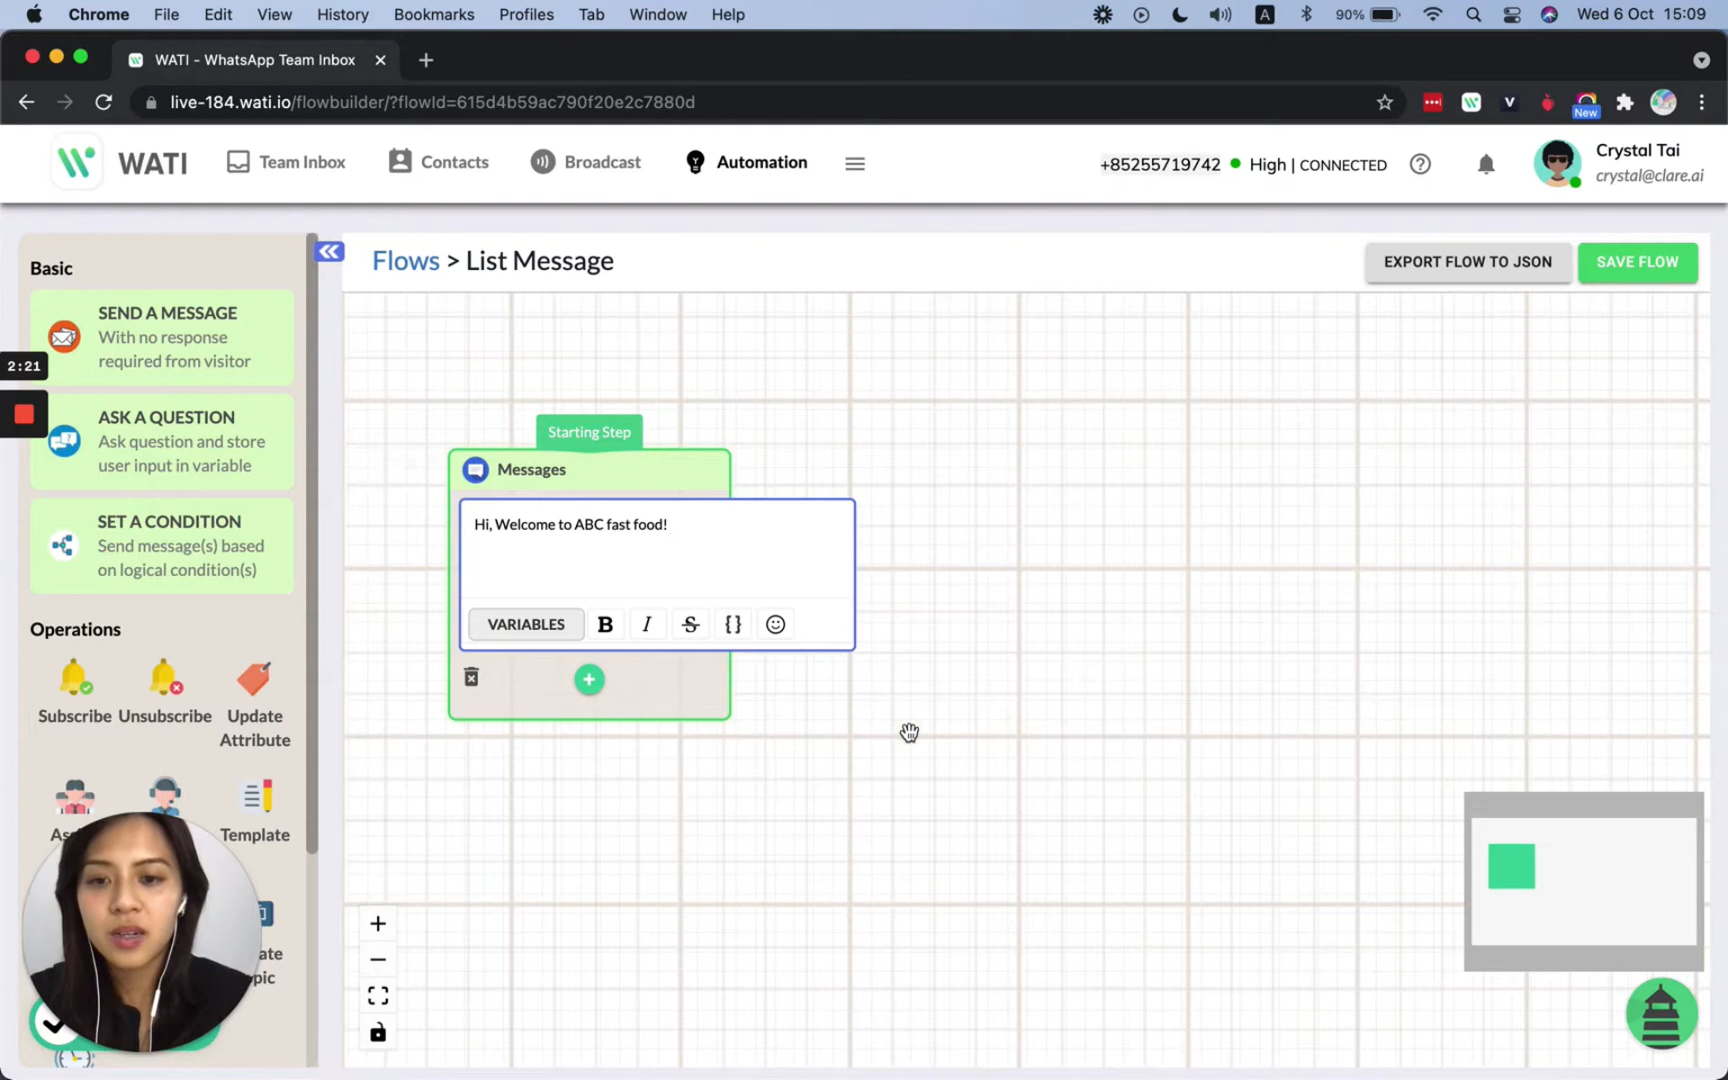 Chrome File Edit View History Bookmarks Profiles Tab Window Help A 90% Wed 6 Oct 15:09
WATI - WhatsApp Team Inbox
live-184.wati.io/flowbuilder/?flowId=615d4b59ac790f20e2c7880d
New
WATI Team Inbox Contacts Broadcast Automation +85255719742 High | CONNECTED Crystal Tai
crystal@clare.ai
Basic
SEND A MESSAGE
With no response
required from visitor
2:21
ASK A QUESTION
Ask question and store
user input in variable
SET A CONDITION
Send message(s) based
on logical condition(s)
Operations
Subscribe Unsubscribe Update
Attribute
Template
Flows > List Message
EXPORT FLOW TO JSON SAVE FLOW
Starting Step
Messages
Hi, Welcome to ABC fast food!
VARIABLES B I S {}